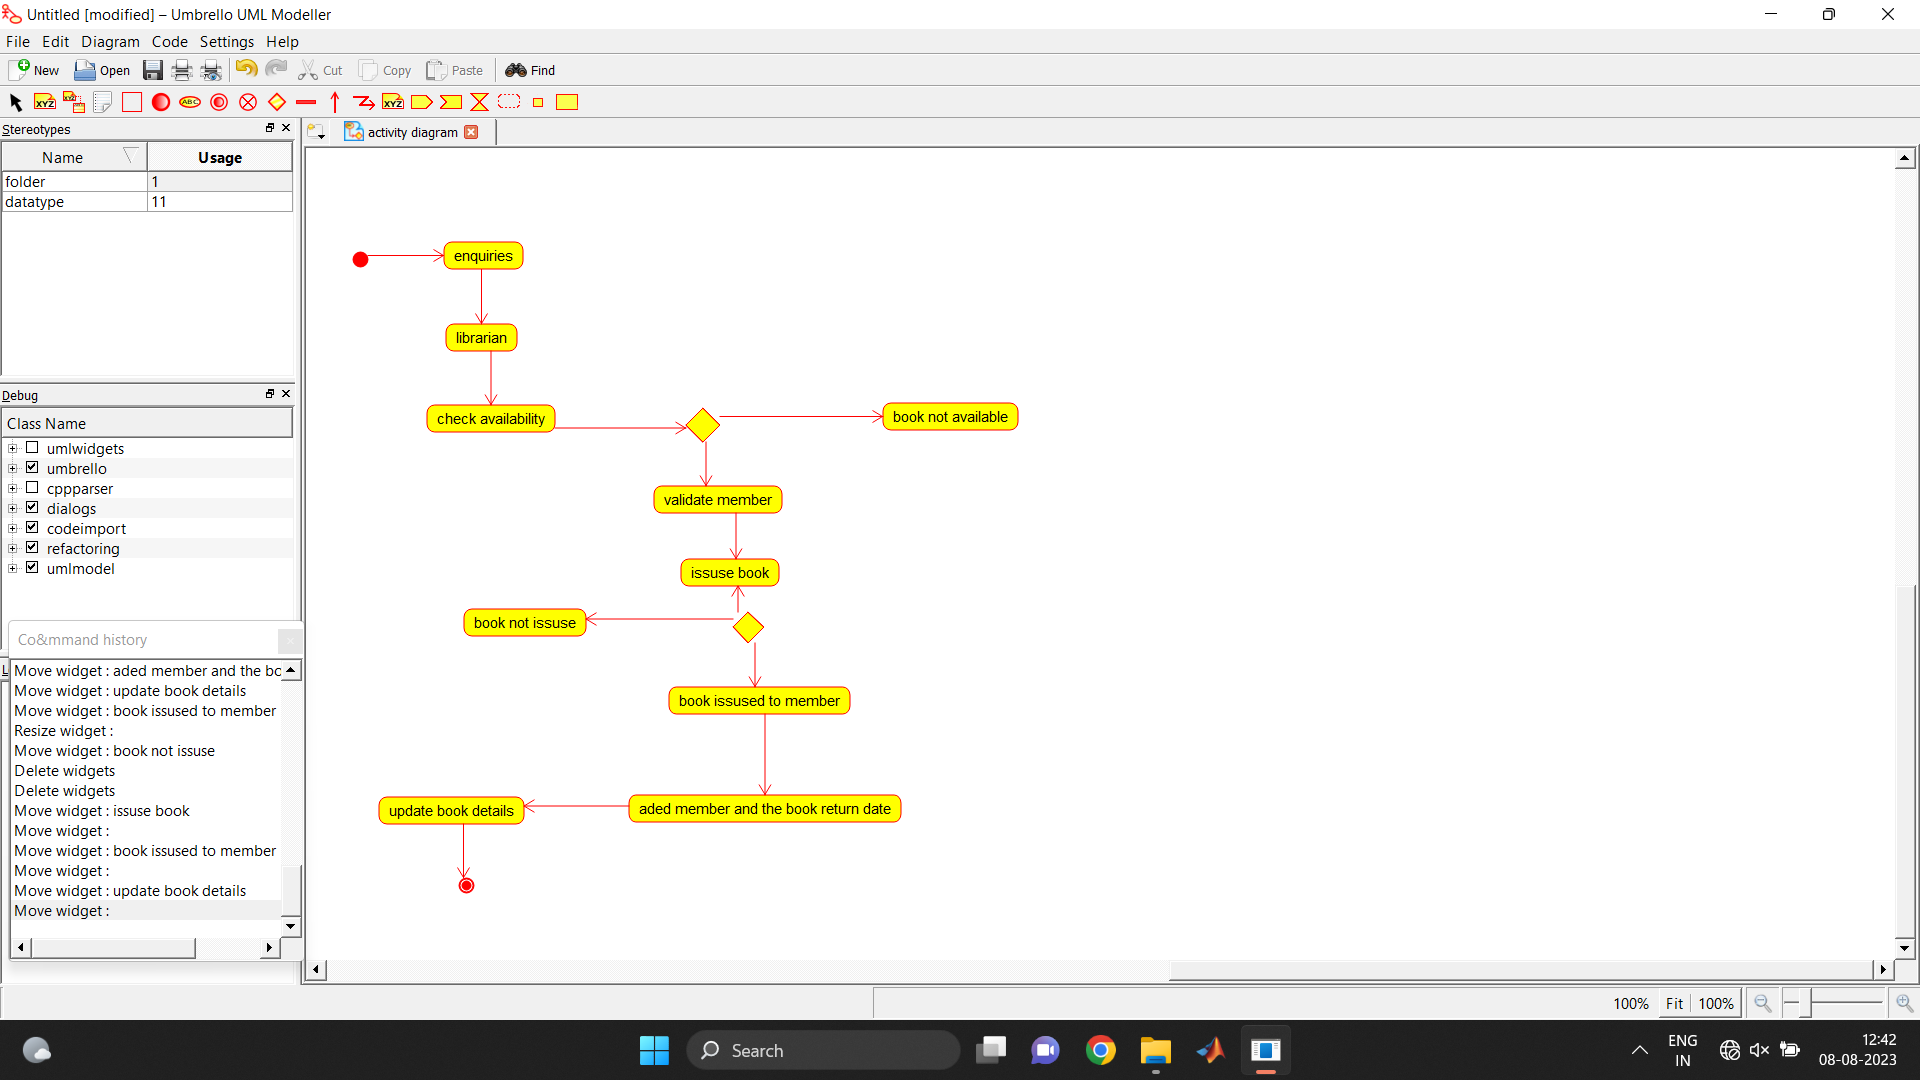 Untitled [modified] – Umbrello UML Modeller
File Edit Diagram Code Settings Help
New Open Cut Copy Paste Find
XYZ XYZ ABC XYZ
Stereotypes
activity diagram
Name Usage
folder 1
datatype 11
Debug
Class Name
umlwidgets
umbrello
cppparser
dialogs
codeimport
refactoring
umlmodel
Co&mmand history
Move widget : aded member and the bo
Move widget : update book details
Move widget : book issused to member
Resize widget :
Move widget : book not issuse
Delete widgets
Delete widgets
Move widget : issuse book
Move widget :
Move widget : book issused to member
Move widget :
Move widget : update book details
Move widget :
enquiries
librarian
check availability
book not available
validate member
issuse book
book not issuse
book issused to member
update book details
aded member and the book return date
100% Fit 100%
Search
ENG
IN
12:42
08-08-2023